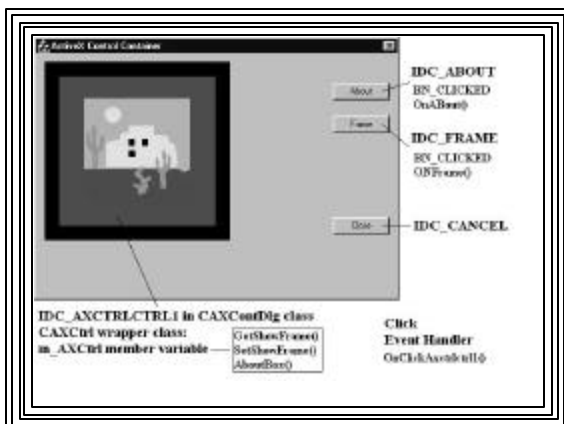 ActiveX Control Container
About
IDC_ABOUT
BN_CLICKED
OnABout()
Frame
IDC_FRAME
BN_CLICKED
ONFrame()
Close
IDC_CANCEL
IDC_AXCTRLCTRL1 in CAXContDlg class
CAXCtrl wrapper class:
m_AXCtrl member variable
GetShowFrame()
SetShowFrame()
AboutBox()
Click
Event Handler
OnClickAxctrlctrl1()